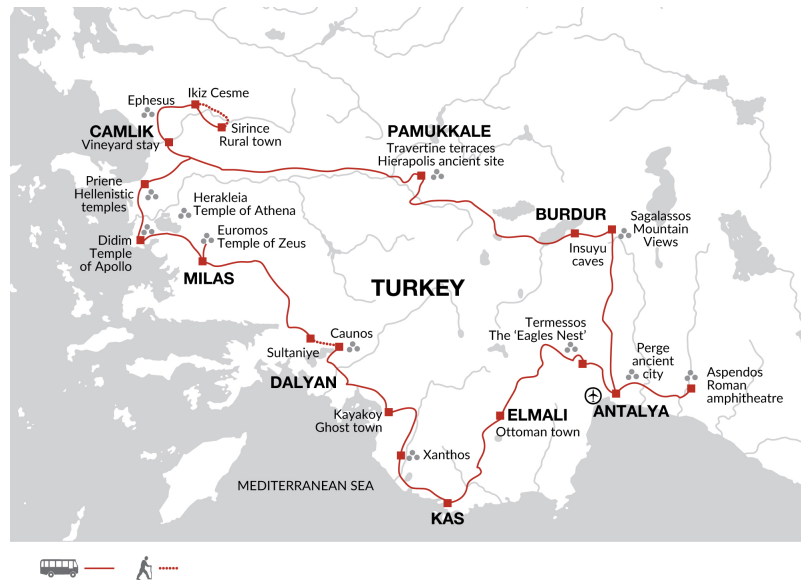 Ephesus
Ikiz Cesme
CAMLIK
Vineyard stay
Sirince
Rural town
PAMUKKALE
Travertine terraces
Hierapolis ancient site
Priene
Hellenistic
temples
Herakleia
Temple of Athena
Euromos
Temple of Zeus
Didim
Temple
of Apollo
MILAS
BURDUR
Insuyu
caves
Sagalassos
Mountain
Views
TURKEY
Sultaniye
Caunos
DALYAN
Termessos
The ‘Eagles Nest’
Perge
ancient
city
Aspendos
Roman
amphitheatre
ANTALYA
Kayakoy
Ghost town
ELMALI
Ottoman town
Xanthos
MEDITERRANEAN SEA
KAS